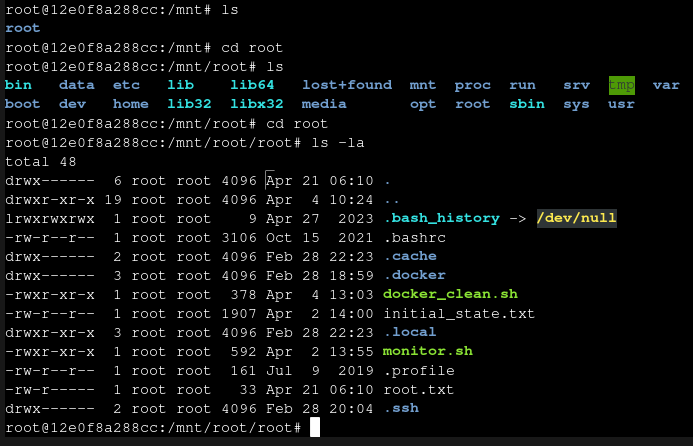 root@12e0f8a288cc:/mnt# ls
root
root@12e0f8a288cc:/mnt# cd root
root@12e0f8a288cc:/mnt/root# ls
bin data etc lib lib64 lost+found mnt proc run srv tmp var
boot dev home lib32 libx32 media opt root sbin sys usr
root@12e0f8a288cc:/mnt/root# cd root
root@12e0f8a288cc:/mnt/root/root# ls -la
total 48
drwx------ 6 root root 4096 Apr 21 06:10 .
drwxr-xr-x 19 root root 4096 Apr 4 10:24 ..
lrwxrwxrwx 1 root root 9 Apr 27 2023 .bash_history -> /dev/null
-rw-r--r-- 1 root root 3106 Oct 15 2021 .bashrc
drwx------ 2 root root 4096 Feb 28 22:23 .cache
drwx------ 3 root root 4096 Feb 28 18:59 .docker
-rwxr-xr-x 1 root root 378 Apr 4 13:03 docker_clean.sh
-rw-r--r-- 1 root root 1907 Apr 2 14:00 initial_state.txt
drwxr-xr-x 3 root root 4096 Feb 28 22:23 .local
-rwxr-xr-x 1 root root 592 Apr 2 13:55 monitor.sh
-rw-r--r-- 1 root root 161 Jul 9 2019 .profile
-rw-r----- 1 root root 33 Apr 21 06:10 root.txt
drwx------ 2 root root 4096 Feb 28 20:04 .ssh
root@12e0f8a288cc:/mnt/root/root#